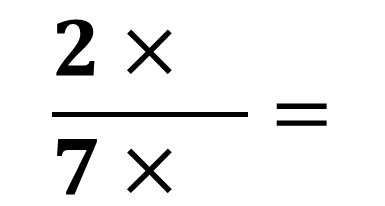 2 ×
7 ×
=